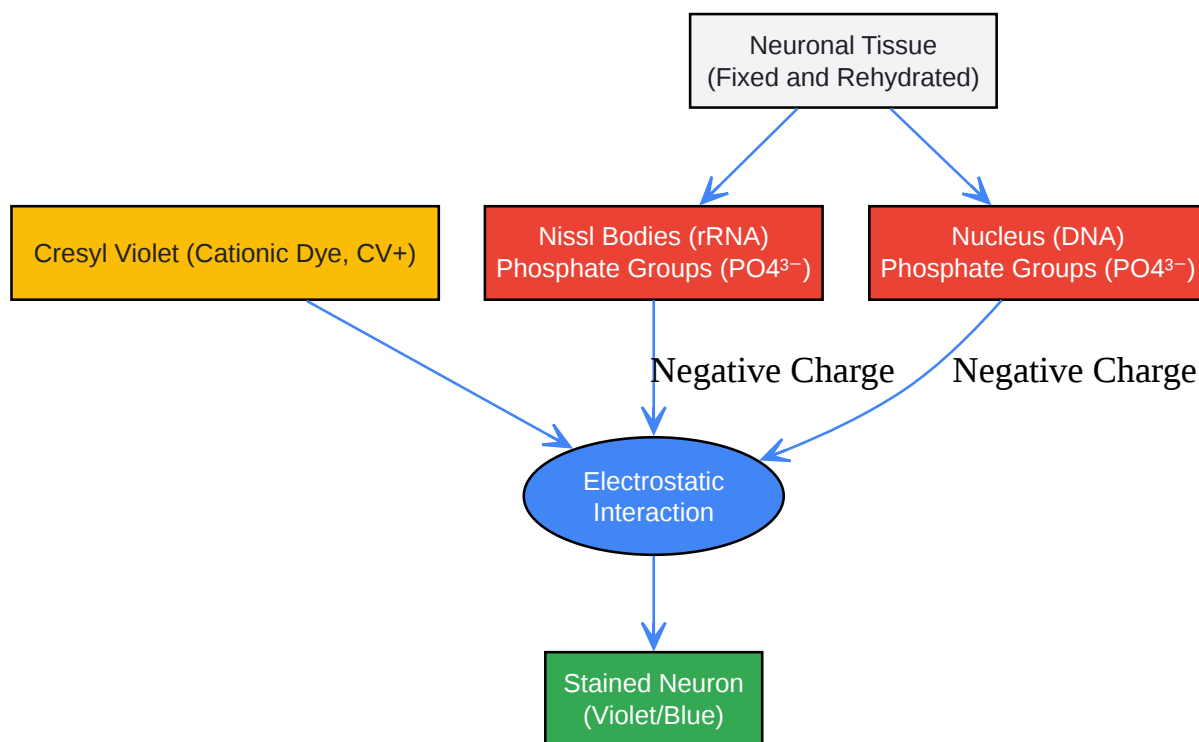 Neuronal Tissue
(Fixed and Rehydrated)
Cresyl Violet (Cationic Dye, CV+)
Nissl Bodies (rRNA)
Phosphate Groups (PO4³⁻)
Nucleus (DNA)
Phosphate Groups (PO4³⁻)
Negative Charge
Negative Charge
Electrostatic
Interaction
Stained Neuron
(Violet/Blue)